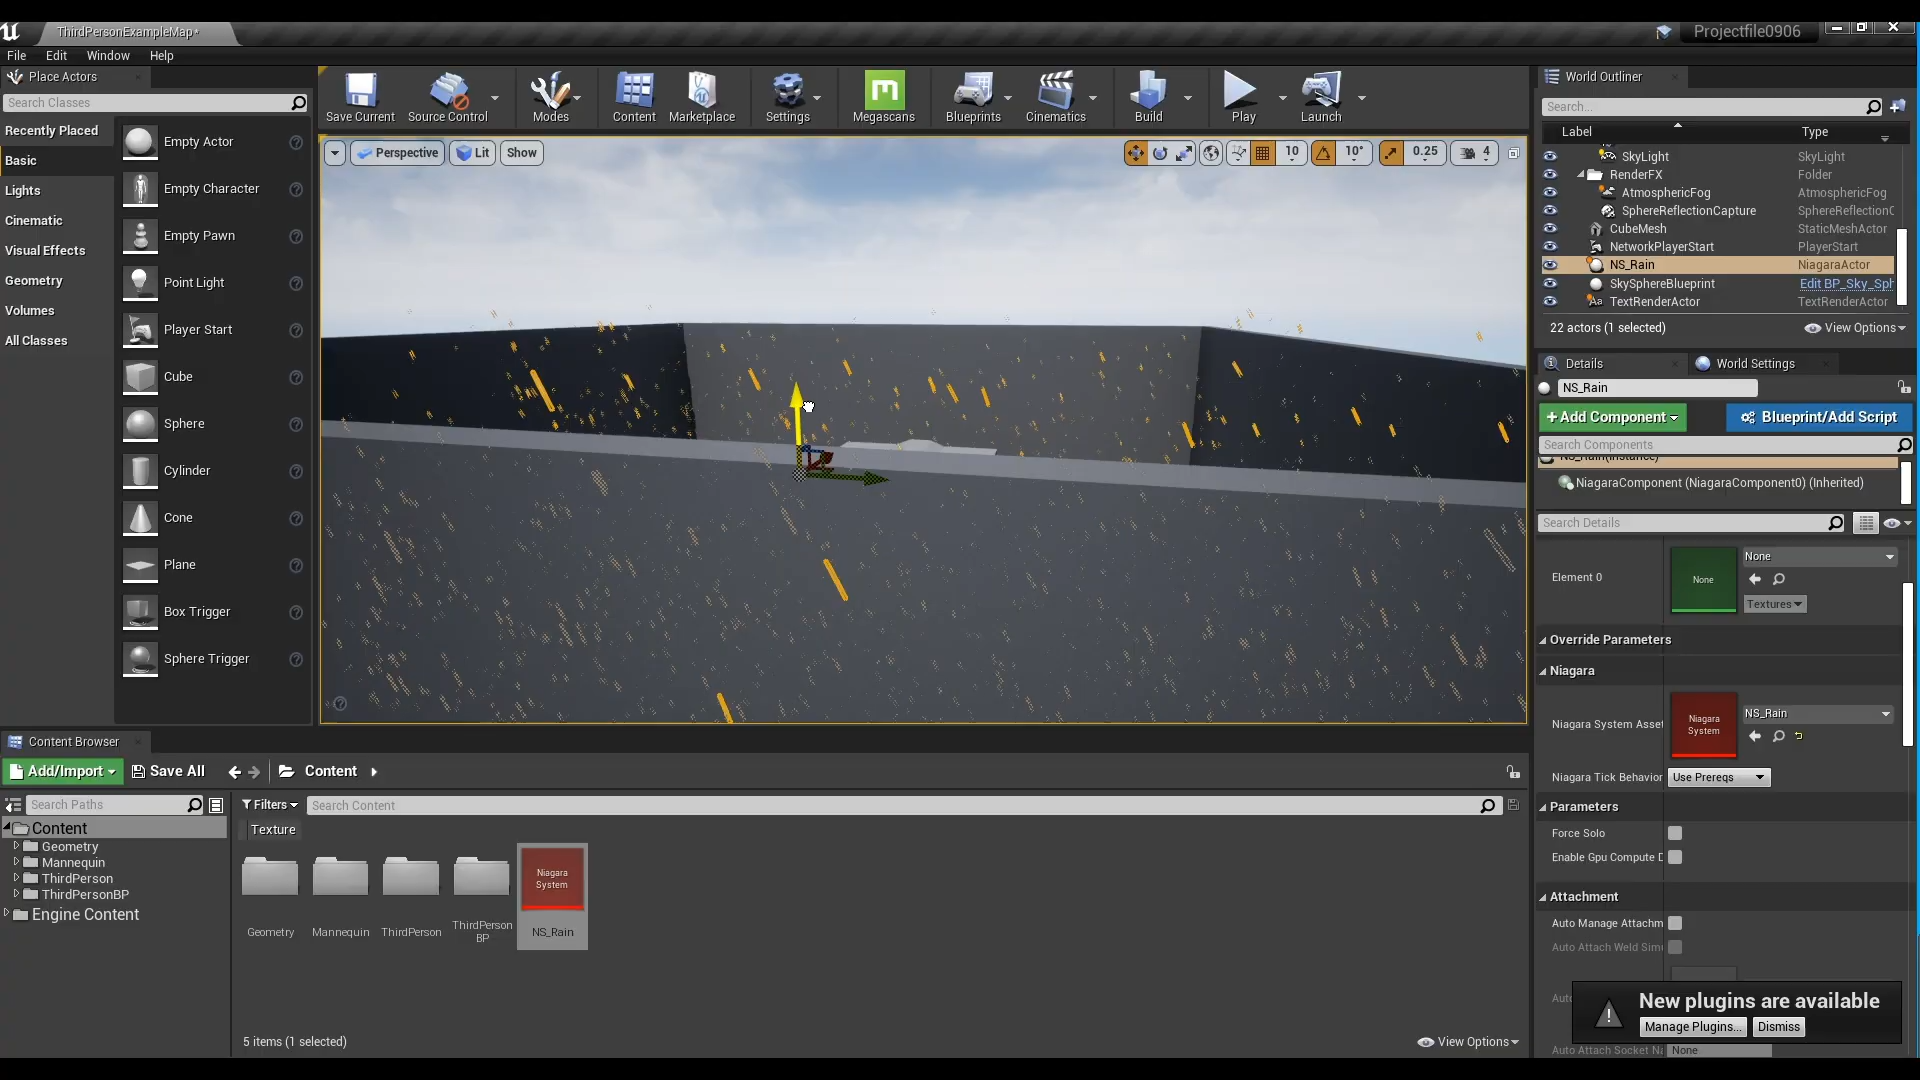 ThirdPersonExampleMap*
Projectfile0906
File Edit Window Help
Place Actors
Search Classes
Recently Placed
Basic
Lights
Cinematic
Visual Effects
Geometry
Volumes
All Classes
Empty Actor
Empty Character
Empty Pawn
Point Light
Player Start
Cube
Sphere
Cylinder
Cone
Plane
Box Trigger
Sphere Trigger
Save Current
Source Control
Modes
Content
Marketplace
Settings
Megascans
Blueprints
Cinematics
Build
Play
Launch
Perspective
Lit
Show
10
10°
0.25
4
World Outliner
Search...
Label Type
SkyLight SkyLight
RenderFX Folder
AtmosphericFog AtmosphericFog
SphereReflectionCapture SphereReflectionC
CubeMesh StaticMeshActor
NetworkPlayerStart PlayerStart
NS_Rain NiagaraActor
SkySphereBlueprint Edit BP_Sky_Sph
TextRenderActor TextRenderActor
22 actors (1 selected)
View Options
Details
World Settings
NS_Rain
+Add Component
Blueprint/Add Script
Search Components
NS_Rain(Instance)
NiagaraComponent (NiagaraComponent0) (Inherited)
Search Details
Element 0
None
None
Textures
Override Parameters
Niagara
Niagara System Asset
Niagara
System
NS_Rain
Niagara Tick Behavior
Use Prereqs
Parameters
Force Solo
Enable Gpu Compute D
Attachment
Auto Manage Attachm
Auto Attach Weld Simu
Auto Attach Socket Na
None
New plugins are available
Manage Plugins...
Dismiss
Content Browser
Add/Import
Save All
Content
Search Paths
Content
Geometry
Mannequin
ThirdPerson
ThirdPersonBP
Engine Content
Filters
Search Content
Texture
Geometry
Mannequin
ThirdPerson
ThirdPerson
BP
Niagara
System
NS_Rain
5 items (1 selected)
View Options